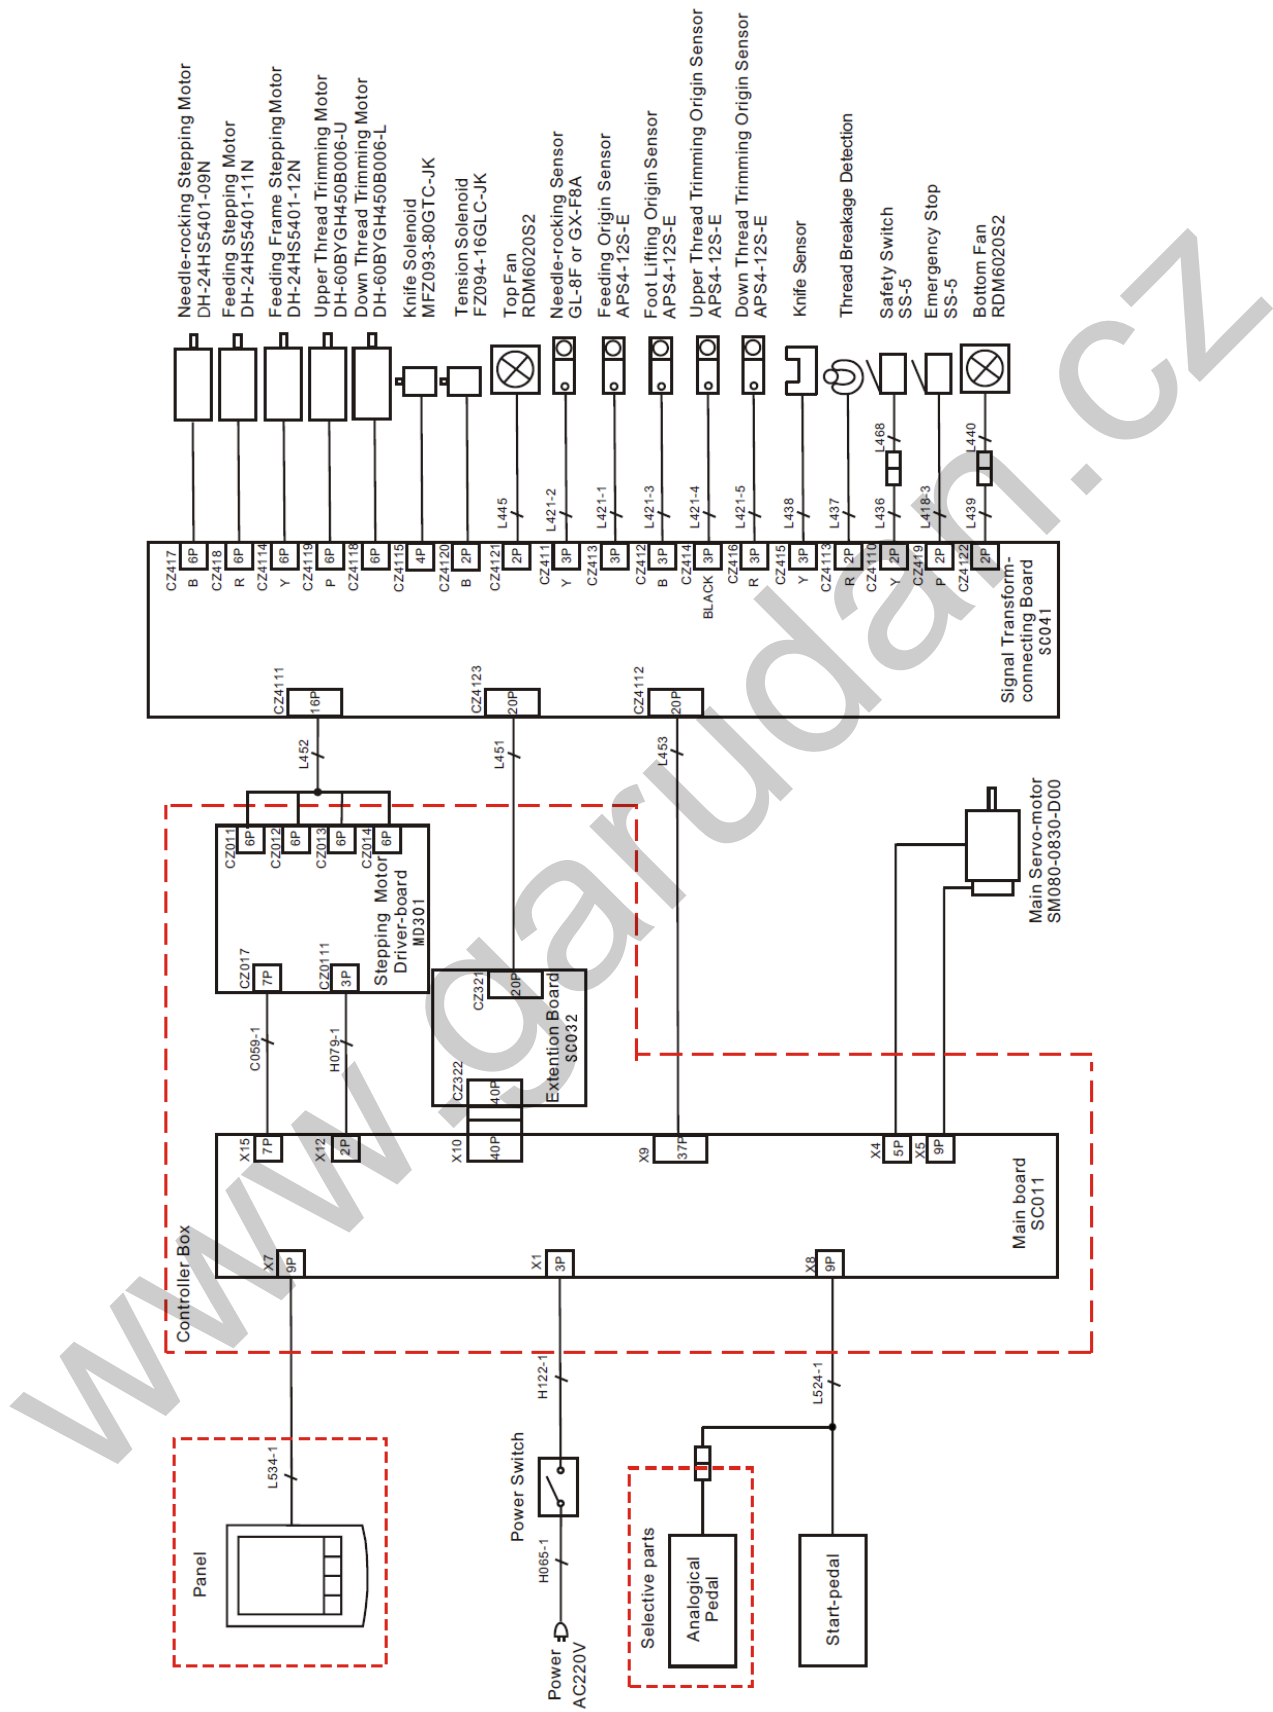 Needle-rocking Stepping Motor
DH-24HS5401-09N
Feeding Stepping Motor
DH-24HS5401-11N
Feeding Frame Stepping Motor
DH-24HS5401-12N
Upper Thread Trimming Motor
DH-60BYGH450B006-U
Down Thread Trimming Motor
DH-60BYGH450B006-L
Knife Solenoid
MFZ093-80GTC-JK
Tension Solenoid
FZ094-16GLC-JK
Top Fan
RDM6020S2
Needle-rocking Sensor
GL-8F or GX-F8A
Feeding Origin Sensor
APS4-12S-E
Foot Lifting Origin Sensor
APS4-12S-E
Upper Thread Trimming Origin Sensor
APS4-12S-E
Down Thread Trimming Origin Sensor
APS4-12S-E
Knife Sensor
Thread Breakage Detection
Safety Switch
SS-5
Emergency Stop
SS-5
Bottom Fan
RDM6020S2
L468
L440
L445
L421-2
L421-1
L421-3
L421-4
L421-5
L438
L437
L436
L418-3
L439
CZ417
6P
B
CZ418
6P
R
CZ4114
6P
Y
CZ4119
6P
P
CZ4118
6P
CZ4115
4P
CZ4120
2P
B
CZ4121
2P
CZ411
3P
Y
CZ413
3P
CZ412
3P
B
CZ414
3P
BLACK
CZ416
3P
R
CZ415
3P
Y
CZ4113
2P
R
CZ4110
2P
Y
CZ419
2P
P
CZ4122
2P
Signal Transform-
connecting Board
SC041
CZ4111
16P
CZ4123
20P
CZ4112
20P
L452
L451
L453
CZ011
6P
CZ012
6P
CZ013
6P
CZ014
6P
Stepping Motor
Driver-board
MD301
CZ017
7P
CZ0111
3P
CZ321
20P
Extention Board
SC032
CZ322
40P
Main Servo-motor
SM080-0830-D00
C059-1
H079-1
X15
7P
X12
2P
X10
40P
X9
37P
X4
5P
X5
9P
Main board
SC011
Controller Box
X7
9P
X1
3P
X8
9P
L534-1
H122-1
L524-1
Panel
Power Switch
H065-1
Power
AC220V
Selective parts
Analogical
Pedal
Start-pedal
www.garudan.cz